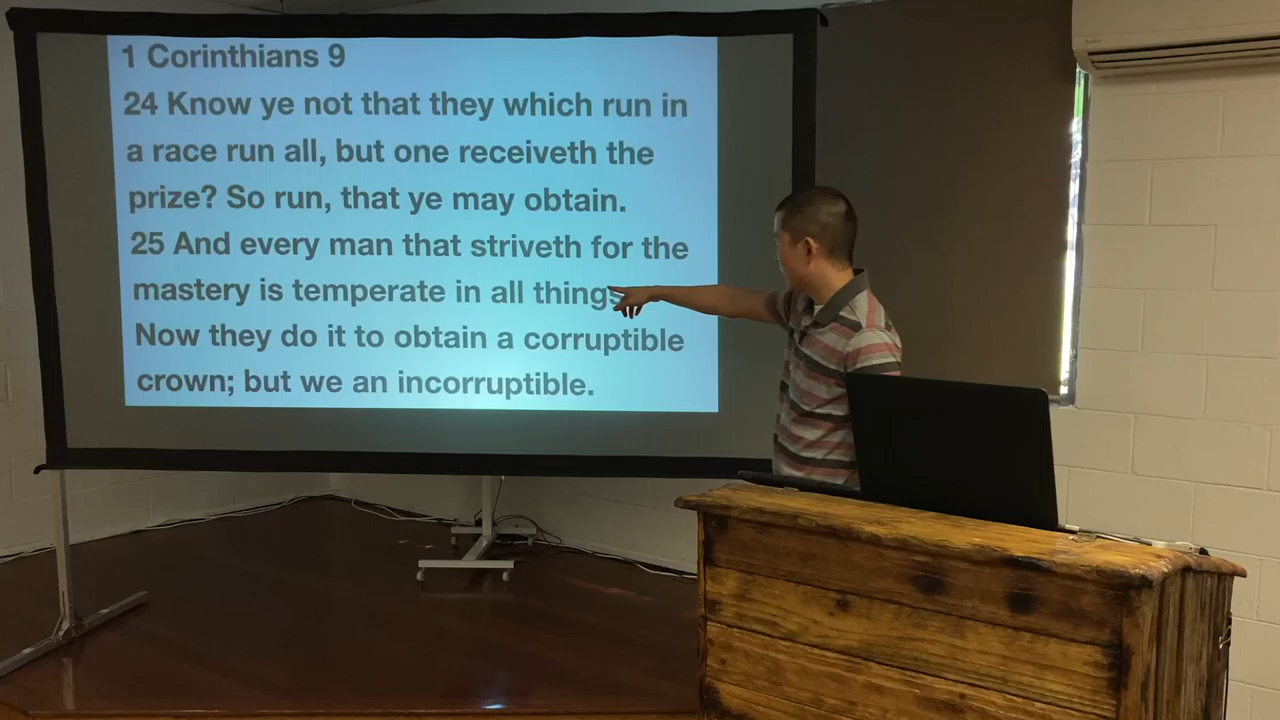 1 Corinthians 9
24 Know ye not that they which run in
a race run all, but one receiveth the
prize? So run, that ye may obtain.
25 And every man that striveth for the
mastery is temperate in all things
Now they do it to obtain a corruptible
crown; but we an incorruptible.